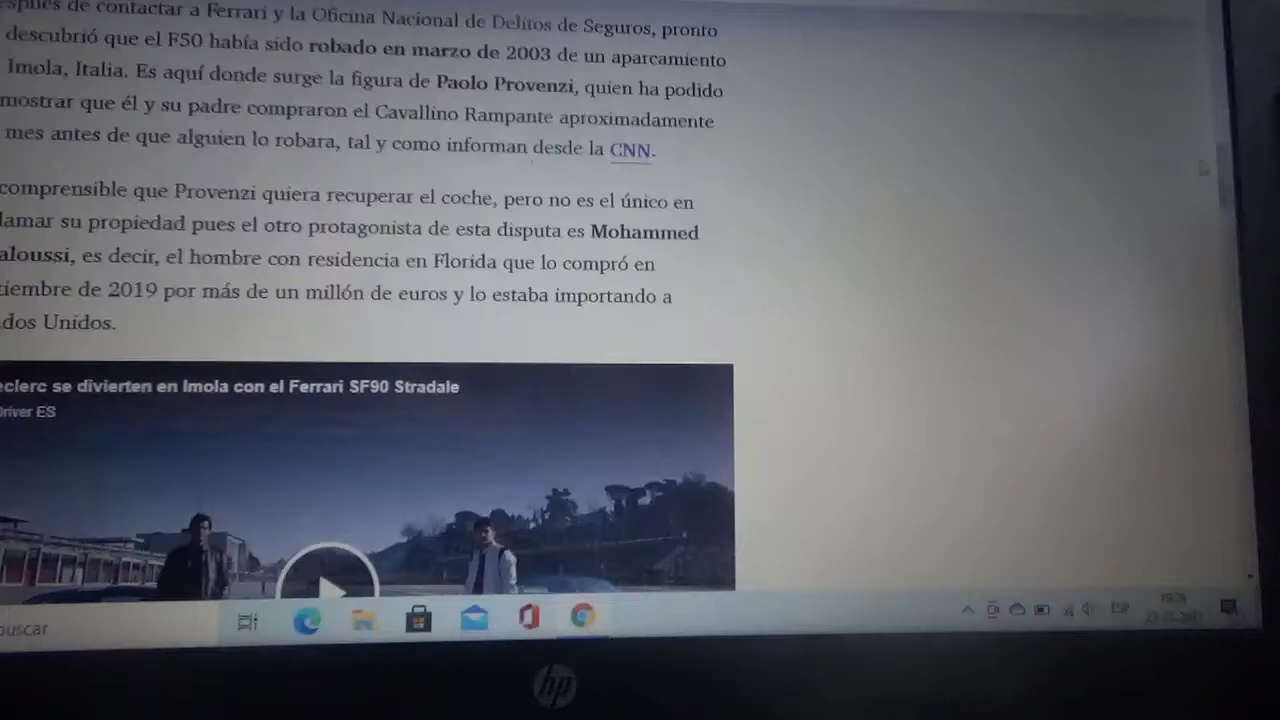 espués de contactar a Ferrari y la Oficina Nacional de Delitos de Seguros, pronto
descubrió que el F50 había sido robado en marzo de 2003 de un aparcamiento
Imola, Italia. Es aquí donde surge la figura de Paolo Provenzi, quien ha podido
mostrar que él y su padre compraron el Cavallino Rampante aproximadamente
mes antes de que alguien lo robara, tal y como informan desde la CNN.
comprensible que Provenzi quiera recuperar el coche, pero no es el único en
lamar su propiedad pues el otro protagonista de esta disputa es Mohammed
aloussi, es decir, el hombre con residencia en Florida que lo compró en
tiembre de 2019 por más de un millón de euros y lo estaba importando a
dos Unidos.
eclerc se divierten en Imola con el Ferrari SF90 Stradale
Driver ES
buscar
ESP
hp